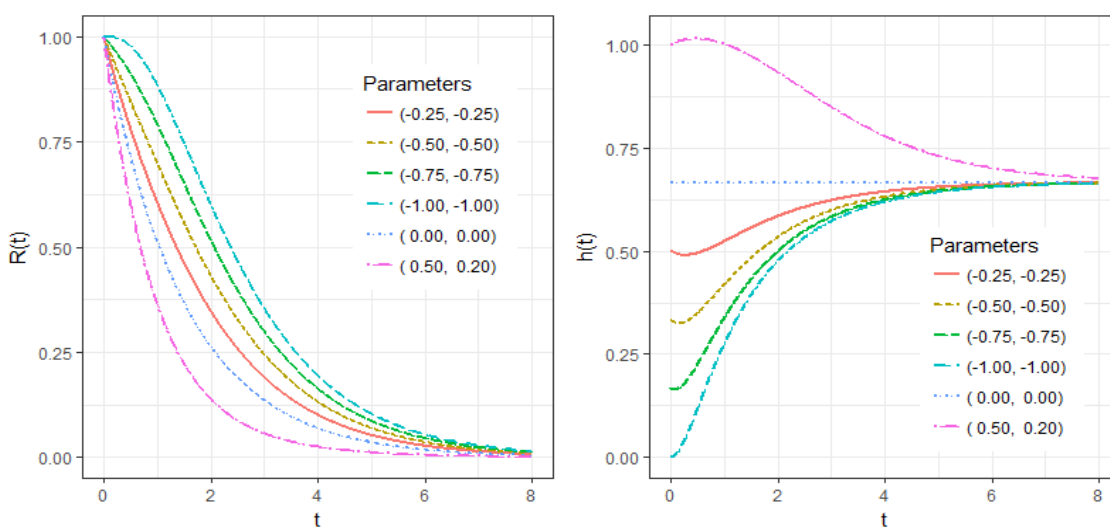 R(t)
1.00
0.75
0.50
0.25
0.00
Parameters
(-0.25, -0.25)
(-0.50, -0.50)
(-0.75, -0.75)
(-1.00, -1.00)
( 0.00, 0.00)
( 0.50, 0.20)
0 2 4 6 8
t
h(t)
1.00
0.75
0.50
0.25
0.00
Parameters
(-0.25, -0.25)
(-0.50, -0.50)
(-0.75, -0.75)
(-1.00, -1.00)
( 0.00, 0.00)
( 0.50, 0.20)
0 2 4 6 8
t